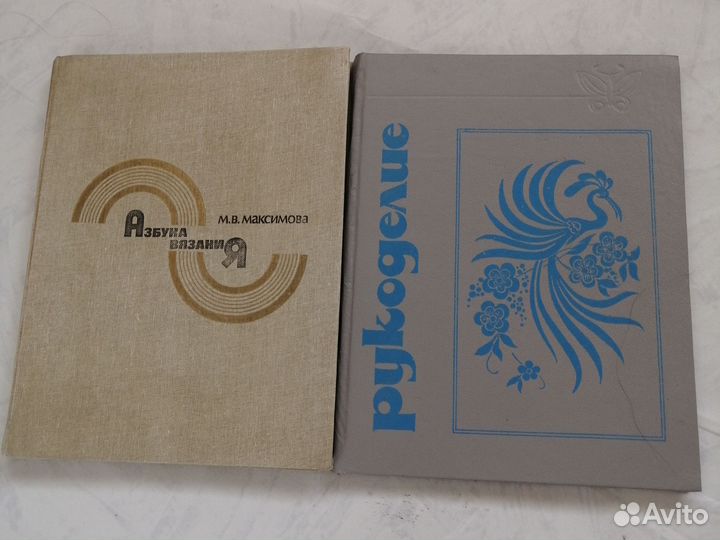 М.В. Максимова
Азбука
вязаниЯ
рукоделие
Avito